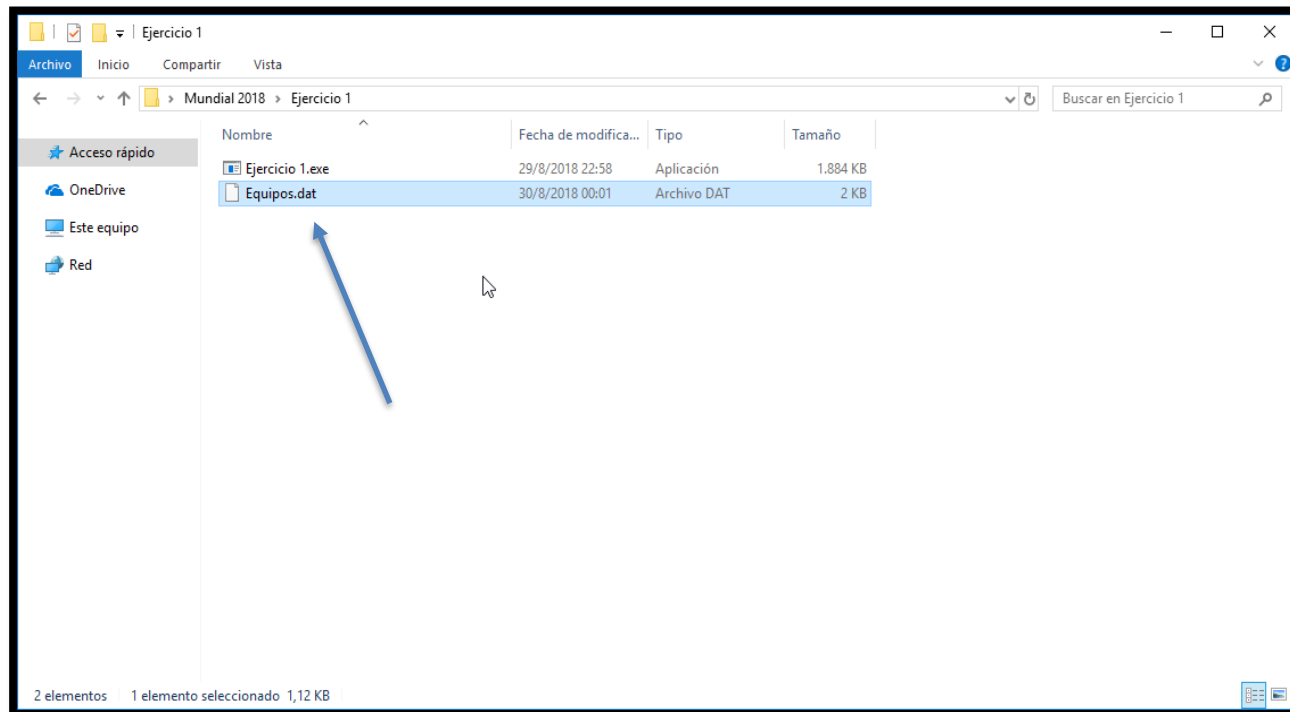 Ejercicio 1
Archivo Inicio Compartir Vista
Mundial 2018 Ejercicio 1 Buscar en Ejercicio 1
Nombre Fecha de modifica... Tipo Tamaño
Acceso rápido
Ejercicio 1.exe 29/8/2018 22:58 Aplicación 1.884 KB
OneDrive
Equipos.dat 30/8/2018 00:01 Archivo DAT 2 KB
Este equipo
Red
2 elementos 1 elemento seleccionado 1,12 KB